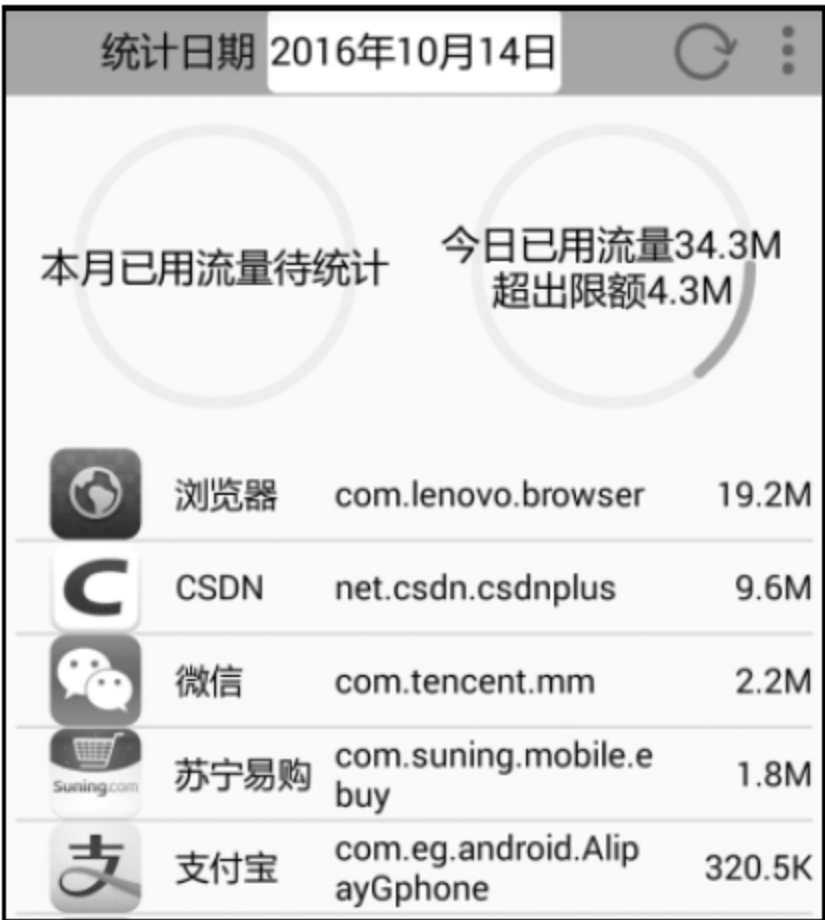 统计日期 2016年10月14日
本月已用流量待统计
今日已用流量34.3M
超出限额4.3M
浏览器 com.lenovo.browser 19.2M
CSDN net.csdn.csdnplus 9.6M
微信 com.tencent.mm 2.2M
Suning.com
苏宁易购 com.suning.mobile.e 1.8M
buy
支付宝 com.eg.android.Alip 320.5K
ayGphone